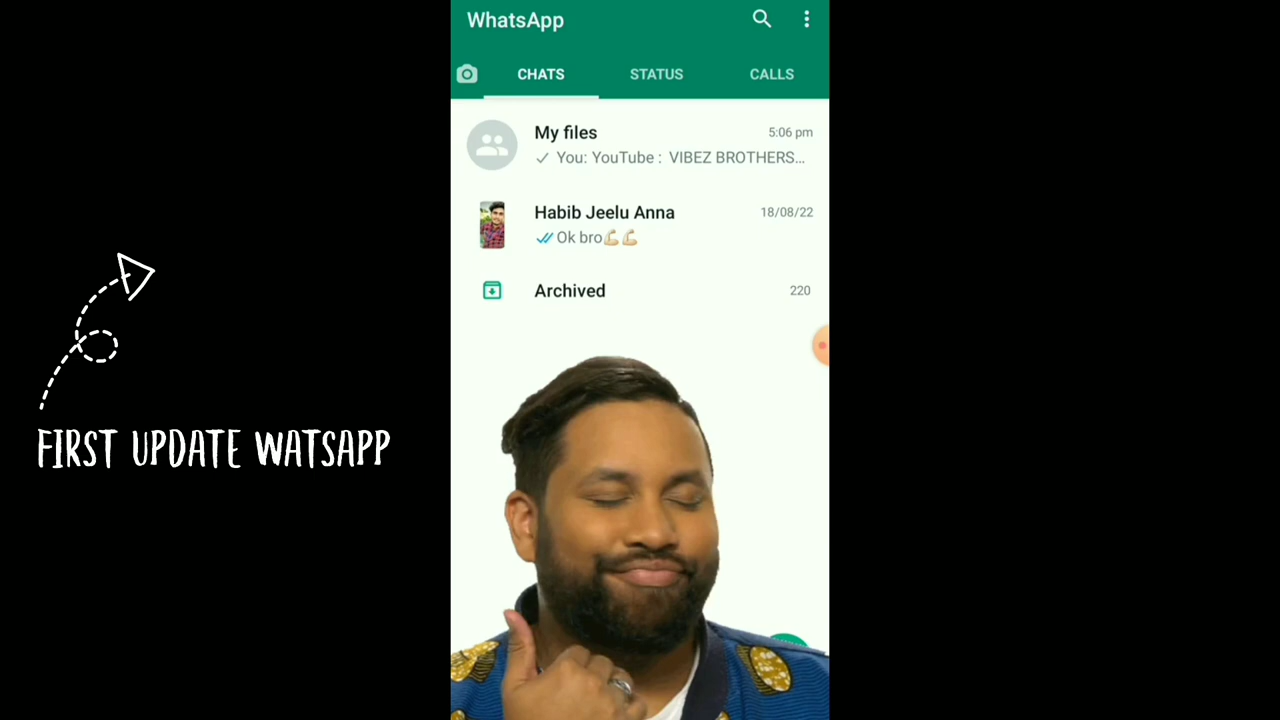 WhatsApp
CHATS
STATUS
CALLS
My files
5:06 pm
You: YouTube : VIBEZ BROTHERS...
Habib Jeelu Anna
18/08/22
Ok bro💪🏼💪🏼
Archived
220
FIRST UPDATE WATSAPP